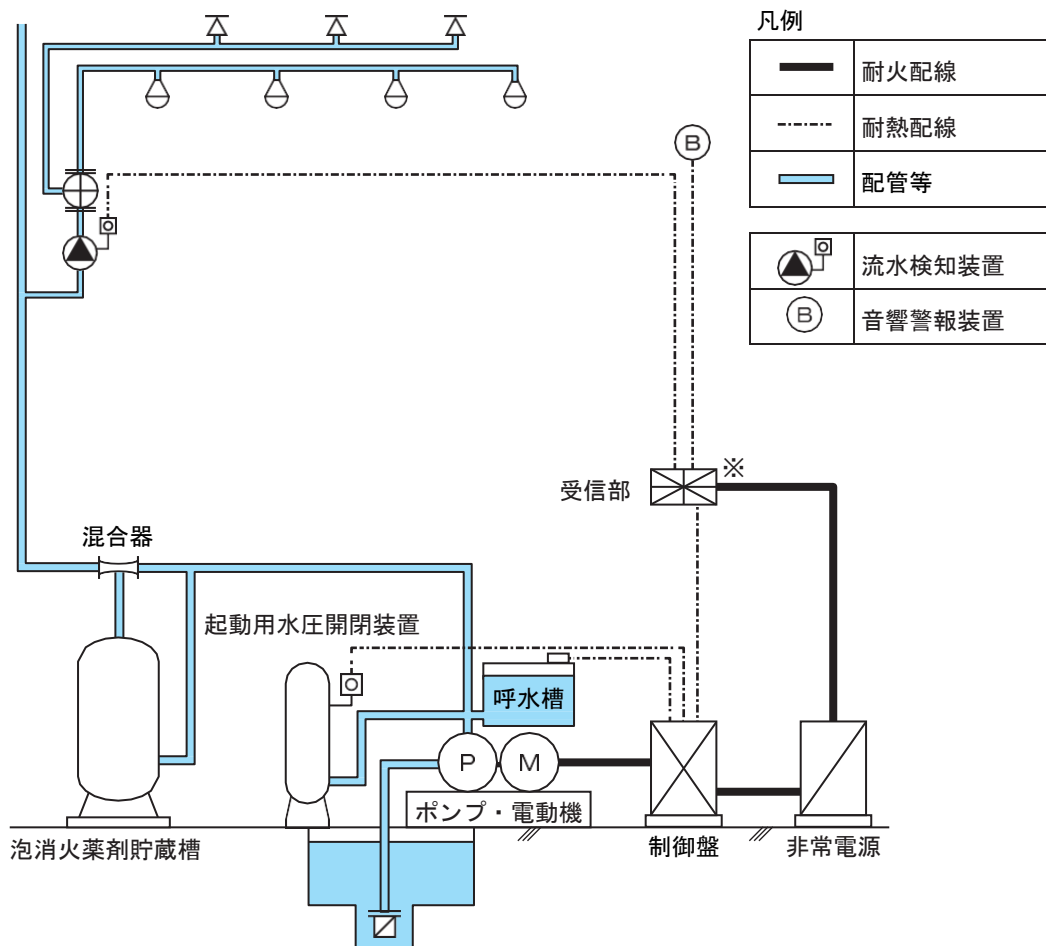 凡例
耐火配線
耐熱配線
配管等
流水検知装置
B
音響警報装置
B
※
受信部
混合器
起動用水圧開閉装置
呼水槽
P
M
ポンプ・電動機
泡消火薬剤貯蔵槽
制御盤
非常電源